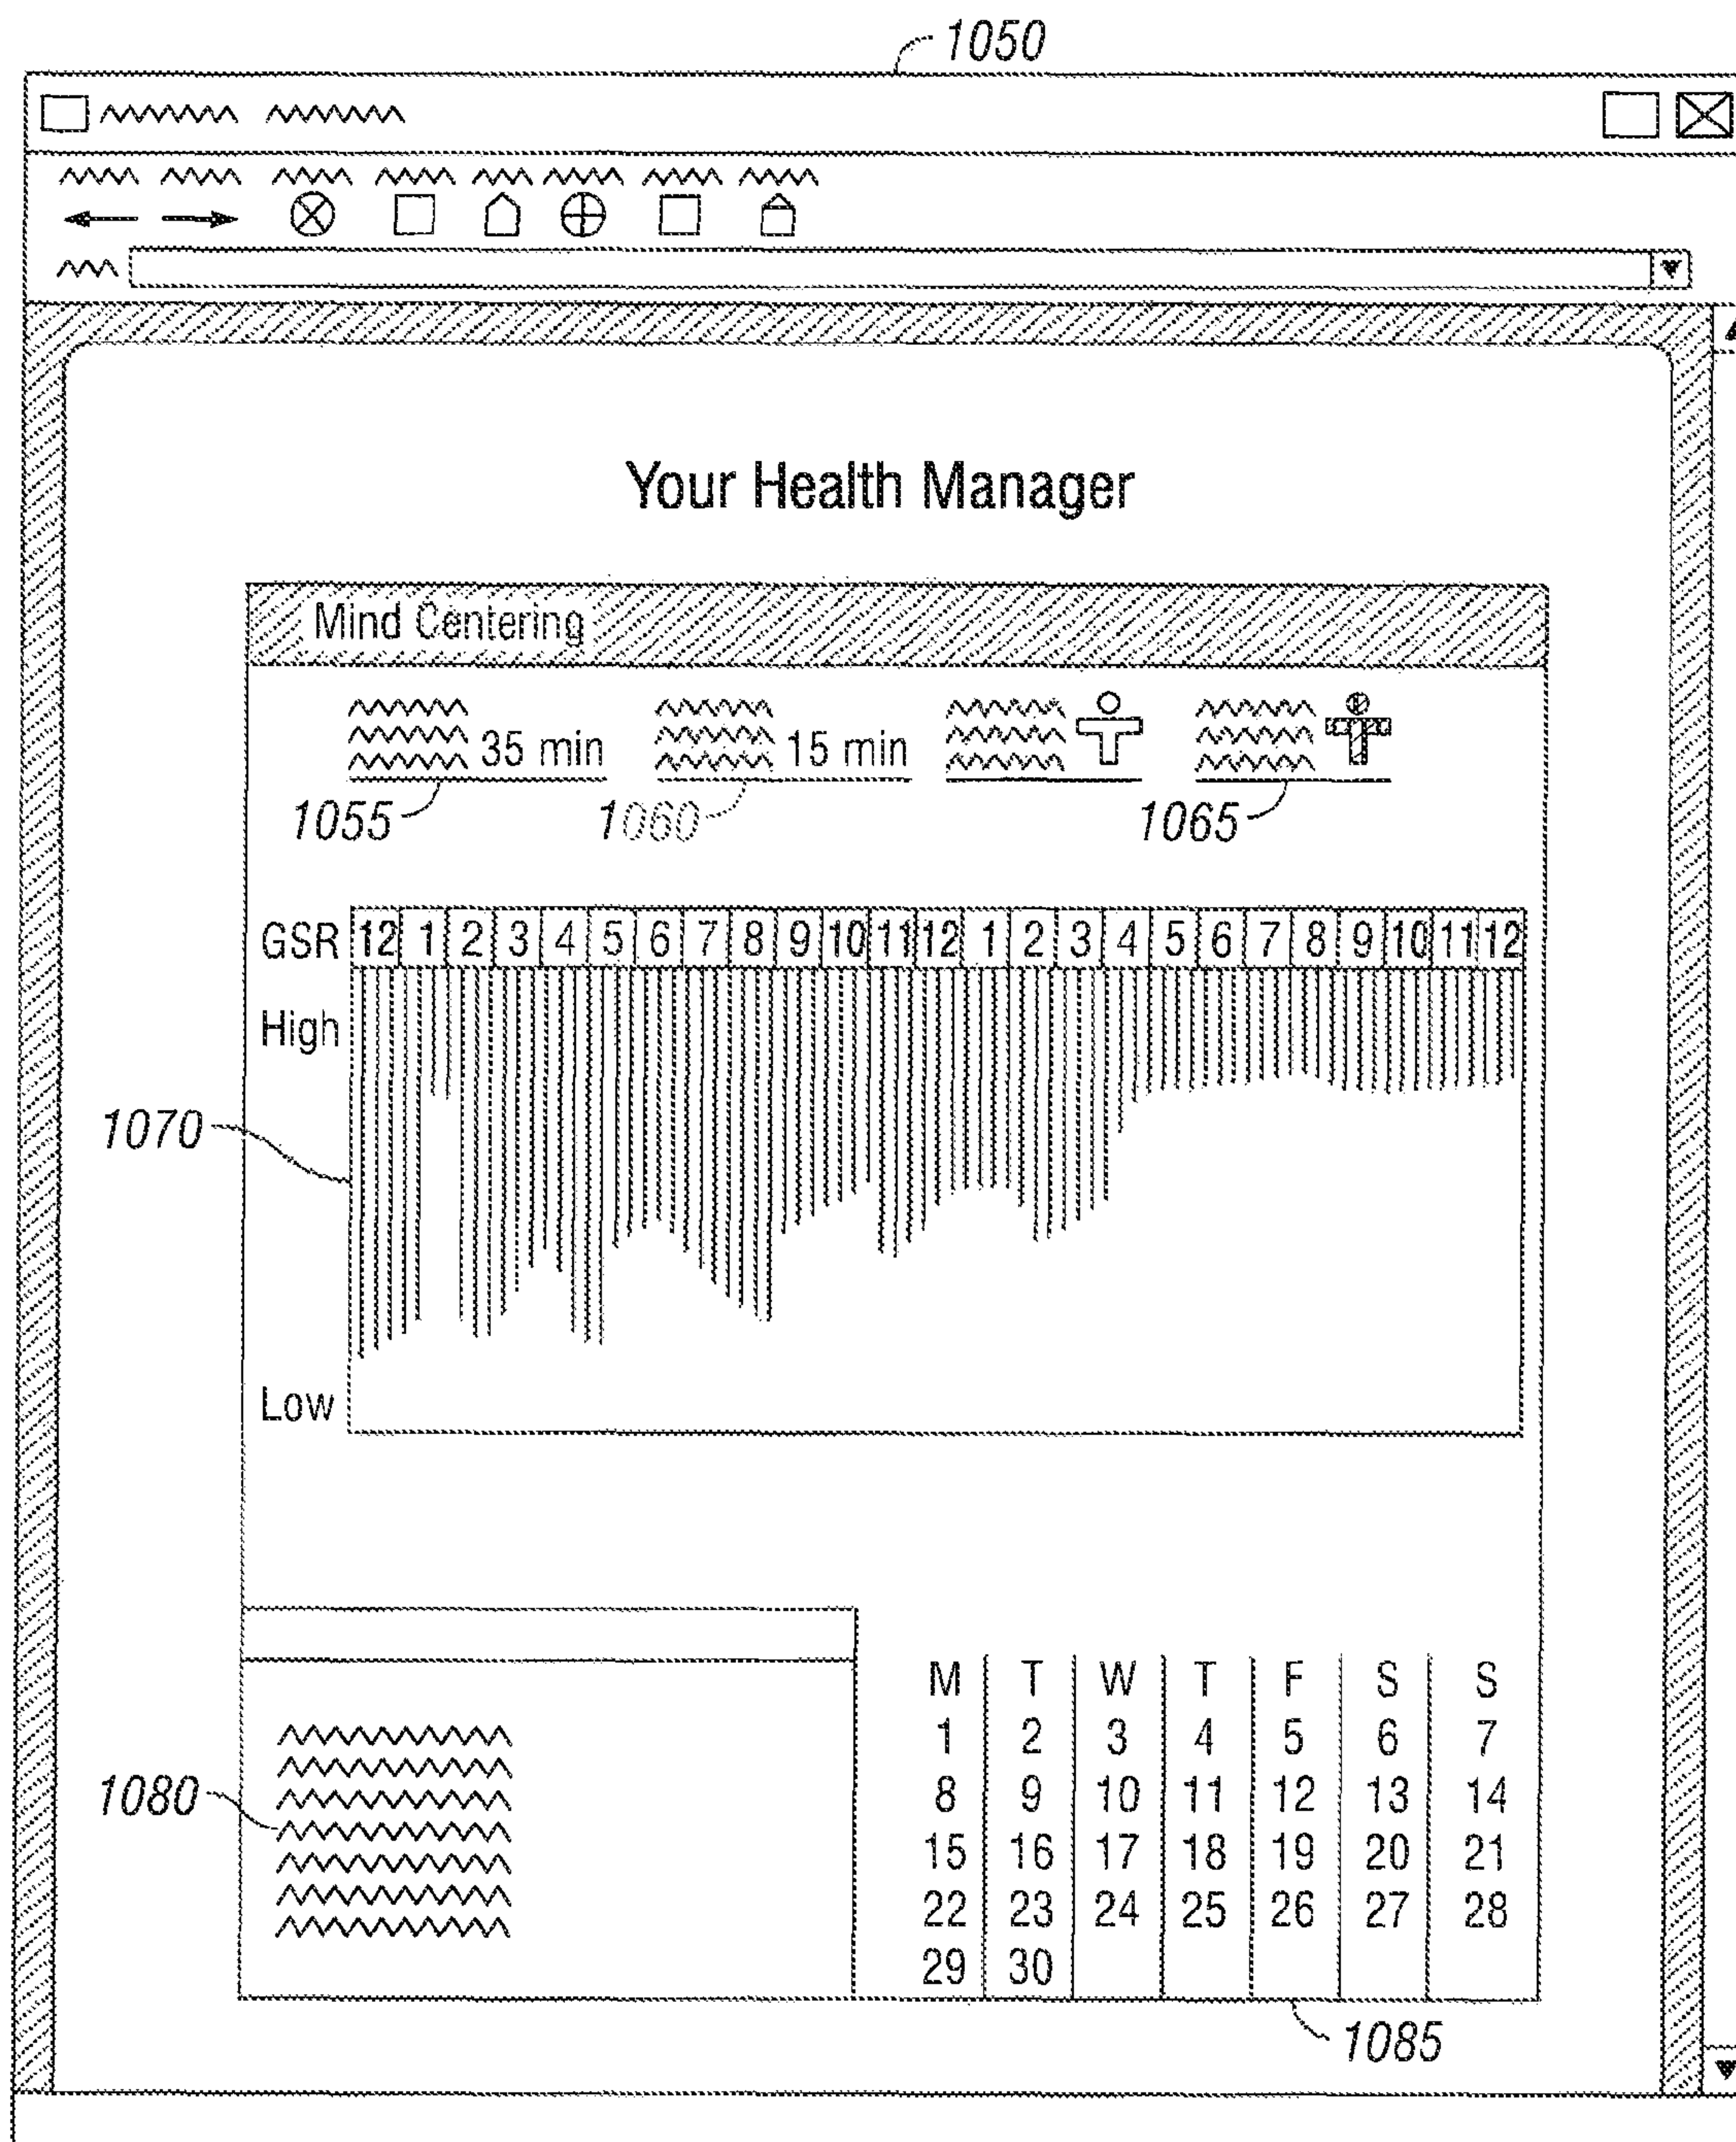 1050
Your Health Manager
Mind Centering
35 min 15 min
1055 1060 1065
GSR 12 1 2 3 4 5 6 7 8 9 10 11 12 1 2 3 4 5 6 7 8 9 10 11 12
High
1070
Low
M T W T F S S
1 2 3 4 5 6 7
1080 8 9 10 11 12 13 14
15 16 17 18 19 20 21
22 23 24 25 26 27 28
29 30
1085